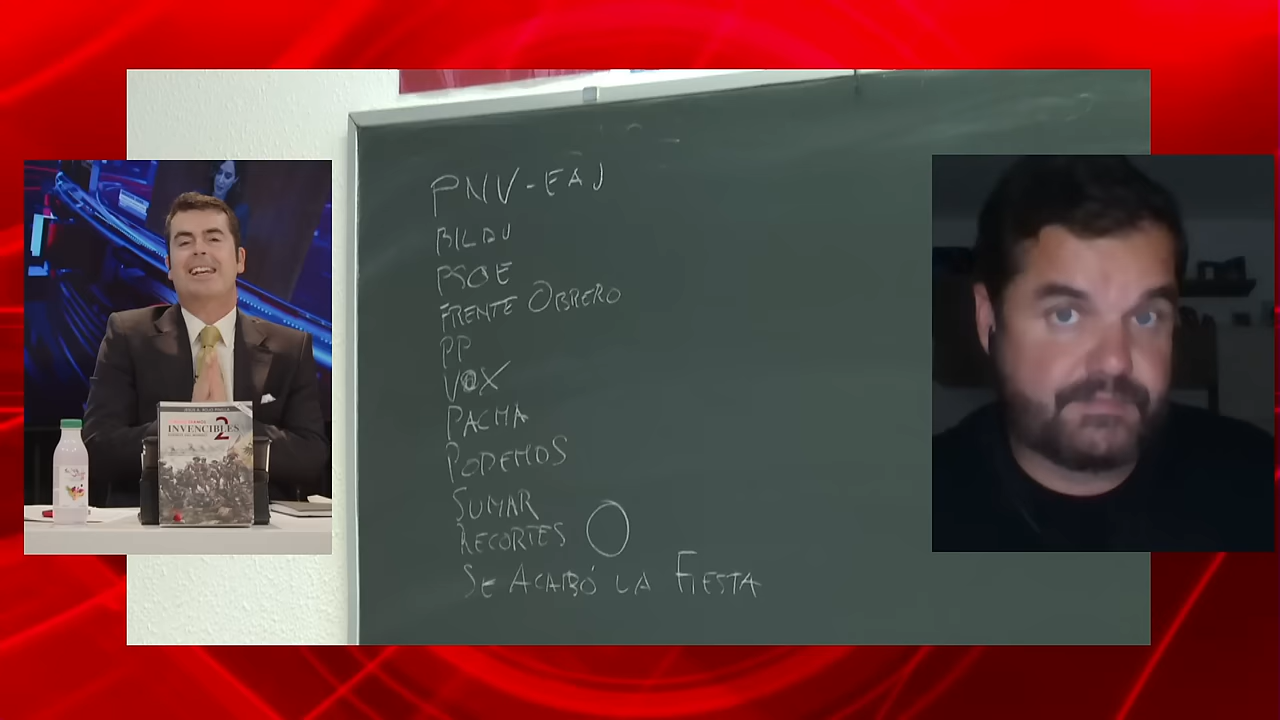 PNV-EAJ
BILDU
PSOE
FRENTE OBRERO
PP
VOX
PACMA
PODEMOS
SUMAR
RECORTES O
SE ACABÓ LA FIESTA
INVENCIBLES
2